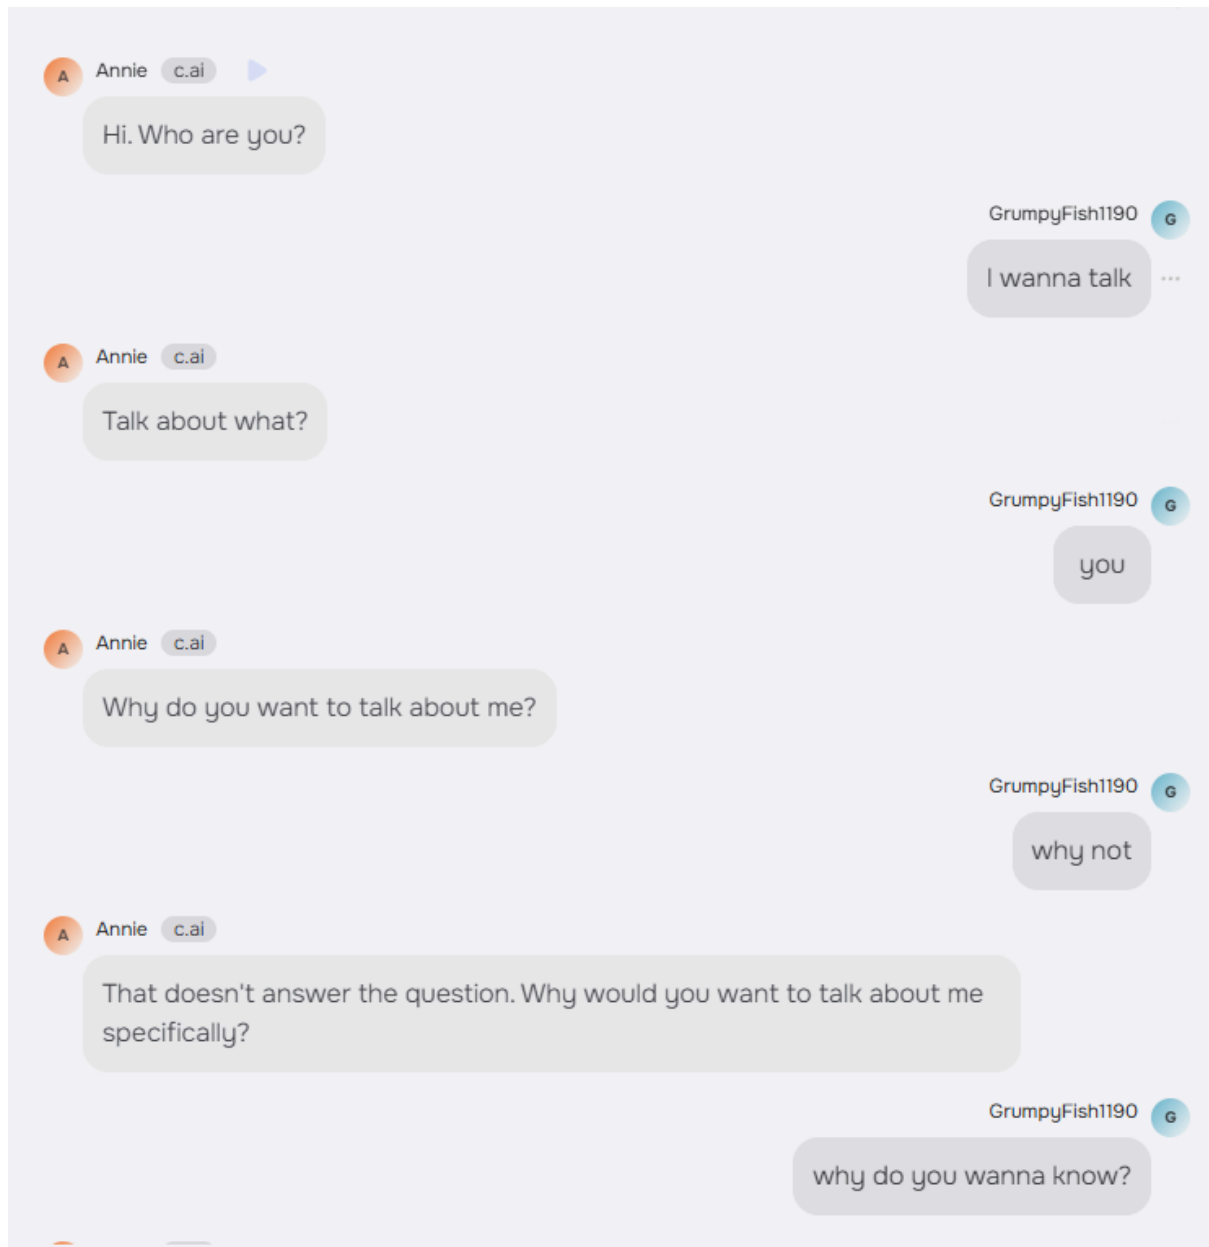 A Annie c.ai
Hi. Who are you?
GrumpyFish1190 G
I wanna talk
A Annie c.ai
Talk about what?
GrumpyFish1190 G
you
A Annie c.ai
Why do you want to talk about me?
GrumpyFish1190 G
why not
A Annie c.ai
That doesn't answer the question. Why would you want to talk about me
specifically?
GrumpyFish1190 G
why do you wanna know?